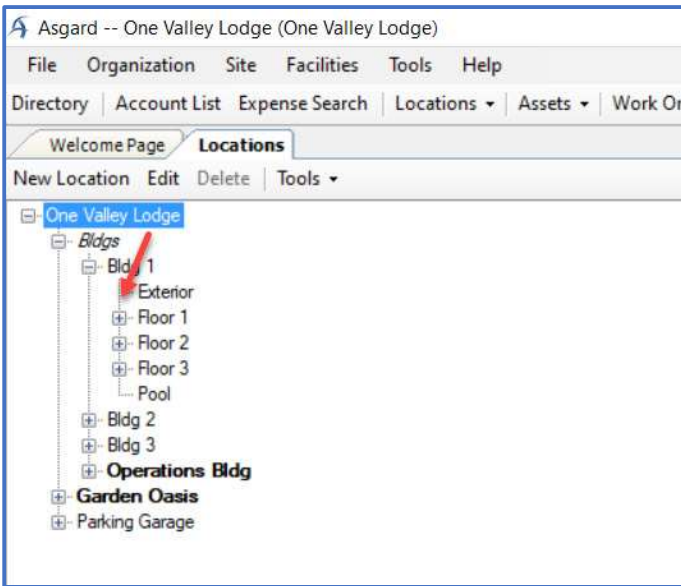 Asgard -- One Valley Lodge (One Valley Lodge)
File Organization Site Facilities Tools Help
Directory Account List Expense Search Locations Assets Work Or
Welcome Page Locations
New Location Edit Delete Tools
One Valley Lodge
Bldgs
Bldg 1
Exterior
Floor 1
Floor 2
Floor 3
Pool
Bldg 2
Bldg 3
Operations Bldg
Garden Oasis
Parking Garage